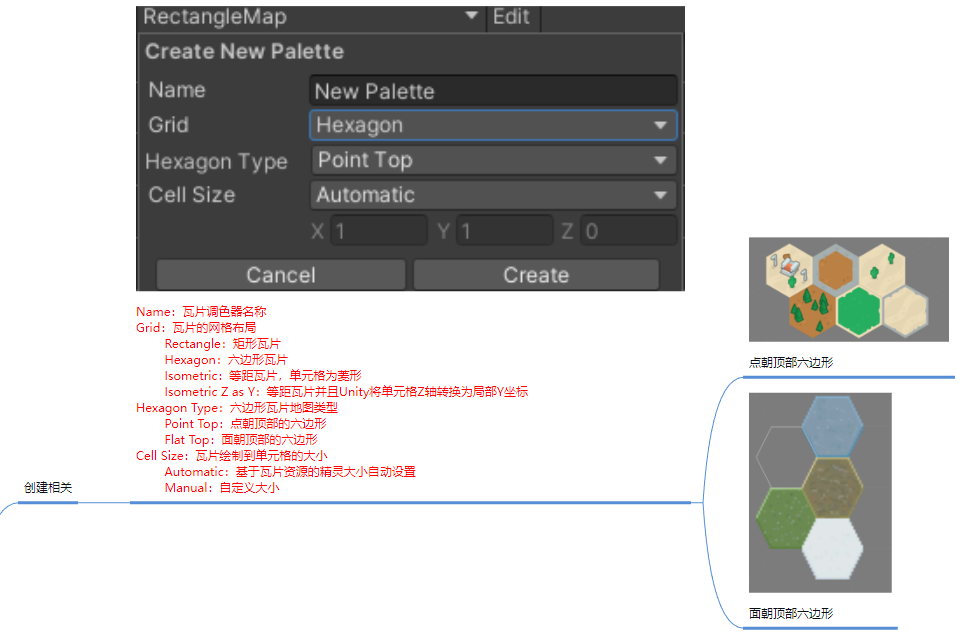 RectangleMap Edit
Create New Palette
Name New Palette
Grid Hexagon
Hexagon Type Point Top
Cell Size Automatic
X 1 Y 1 Z 0
Cancel Create
Name：瓦片调色器名称
Grid：瓦片的网格布局
Rectangle：矩形瓦片
Hexagon：六边形瓦片
Isometric：等距瓦片，单元格为菱形
Isometric Z as Y：等距瓦片并且Unity将单元格Z轴转换为局部Y坐标
Hexagon Type：六边形瓦片地图类型
Point Top：点朝顶部的六边形
Flat Top：面朝顶部的六边形
Cell Size：瓦片绘制到单元格的大小
Automatic：基于瓦片资源的精灵大小自动设置
Manual：自定义大小
创建相关
点朝顶部六边形
面朝顶部六边形